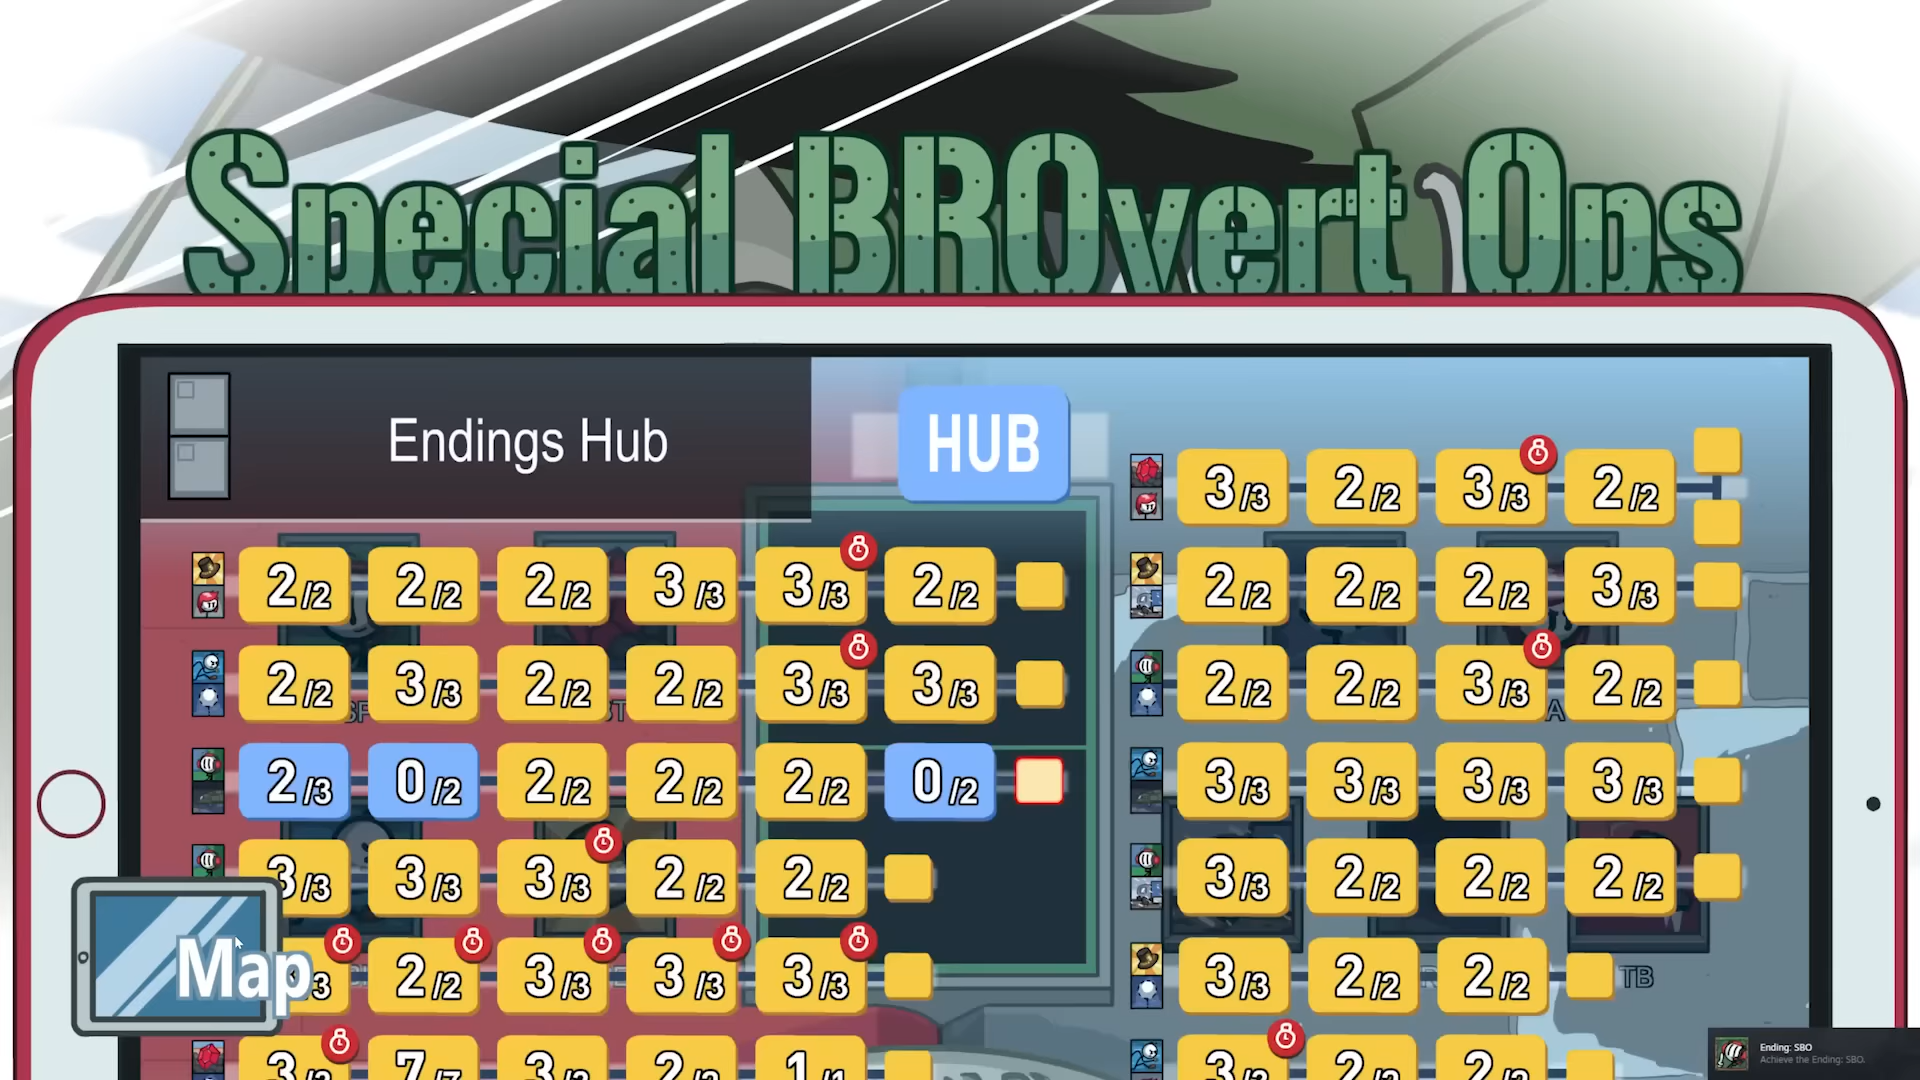 Special BROvert Ops
Endings Hub
HUB
3/3 2/2 3/3 2/2
2/2 2/2 2/2 3/3 3/3 2/2
2/2 2/2 2/2 3/3
2/2 3/3 2/2 2/2 3/3 3/3
2/2 2/2 3/3 2/2
2/3 0/2 2/2 2/2 2/2 0/2
3/3 3/3 3/3 3/3
3/3 3/3 3/3 2/2 2/2
3/3 2/2 2/2 2/2
Map
/3 2/2 3/3 3/3 3/3
3/3 2/2 2/2
TB
Ending: SBO
Achieve the Ending: SBO.